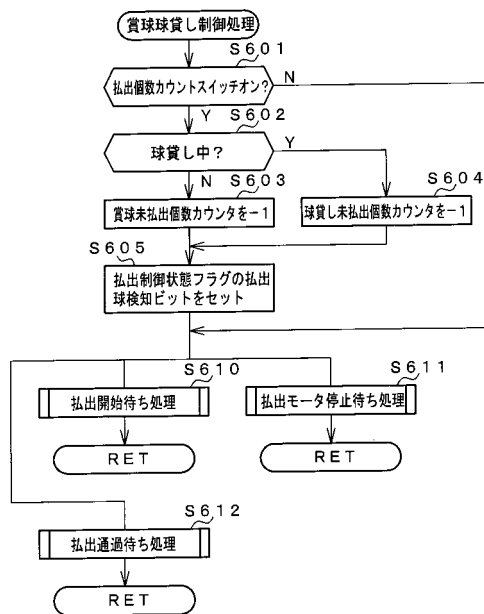 賞球球貸し制御処理
S601
払出個数カウントスイッチオン?
N
Y
S602
球貸し中?
Y
N
S603
賞球未払出個数カウンタを－1
S604
球貸し未払出個数カウンタを－1
S605
払出制御状態フラグの払出
球検知ビットをセット
S610
払出開始待ち処理
RET
S611
払出モータ停止待ち処理
RET
S612
払出通過待ち処理
RET